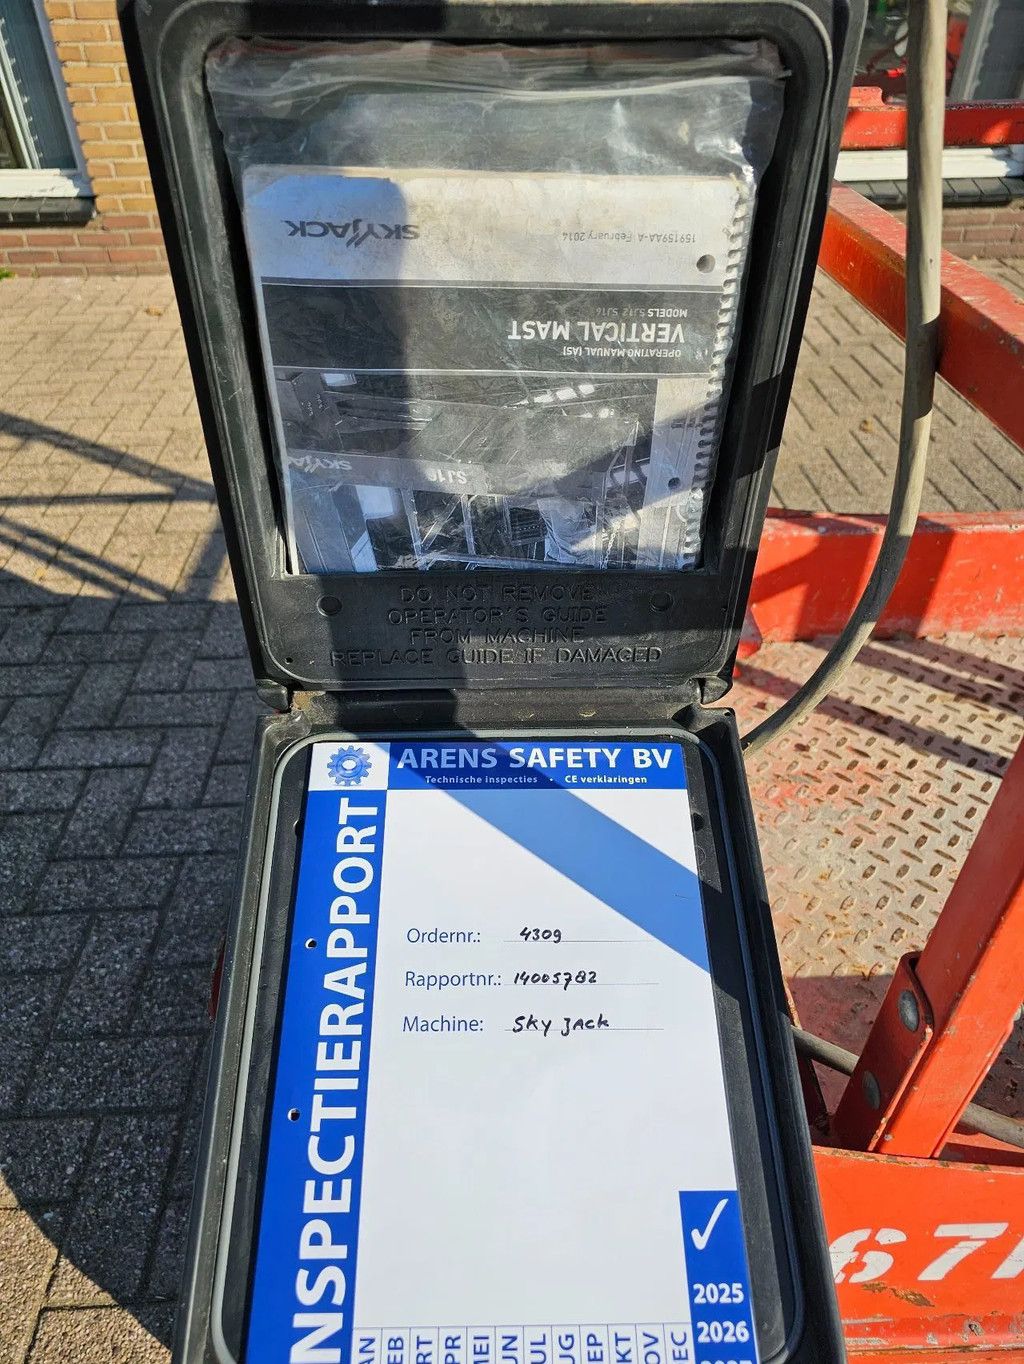 SKYJACK
159159AA-A February 2014
MODELS SJ12 SJ16
VERTICAL MAST
OPERATING MANUAL (AS)
SKYJACK
DO NOT REMOVE
OPERATOR'S GUIDE
FROM MACHINE
REPLACE GUIDE IF DAMAGED
ARENS SAFETY BV
Technische inspecties • CE verklaringen
INSPECTIERAPPORT
Ordernr.: 4309
Rapportnr.: 14005782
Machine: Sky Jack
2025
2026